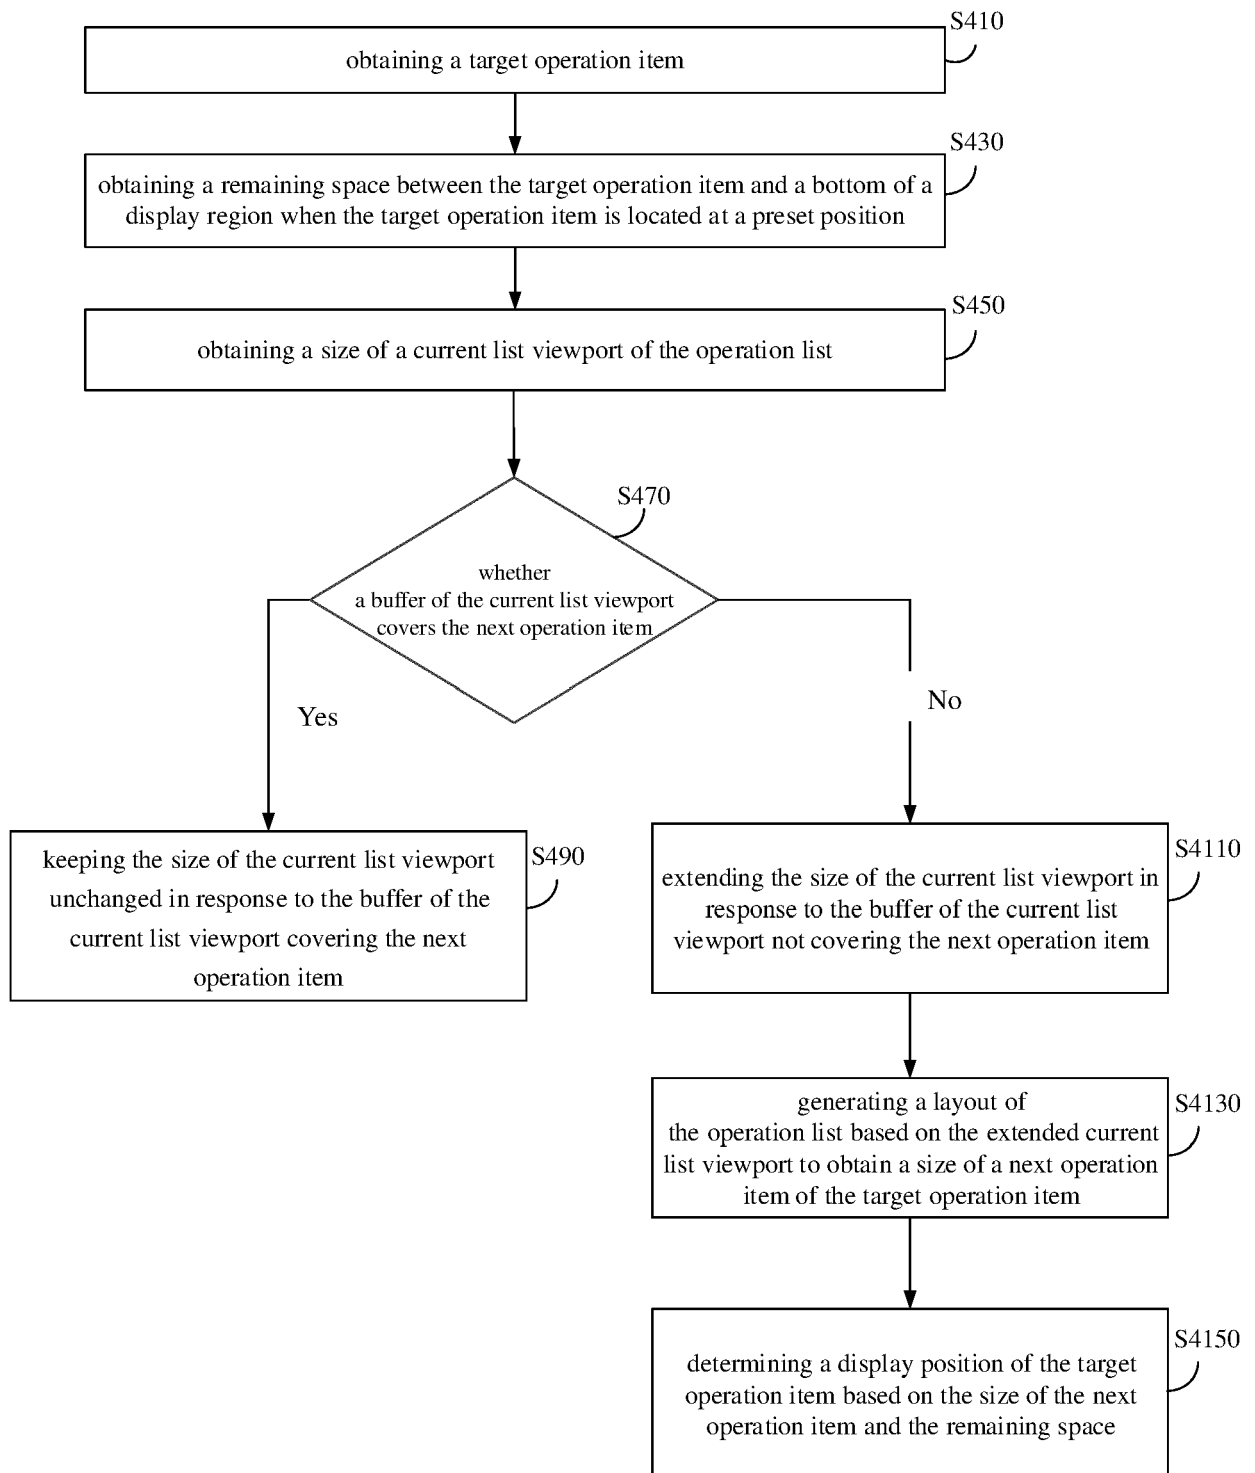 S410
obtaining a target operation item
S430
obtaining a remaining space between the target operation item and a bottom of a
display region when the target operation item is located at a preset position
S450
obtaining a size of a current list viewport of the operation list
S470
whether
a buffer of the current list viewport
covers the next operation item
Yes
No
keeping the size of the current list viewport
unchanged in response to the buffer of the
current list viewport covering the next
operation item
S490
S4110
extending the size of the current list viewport in
response to the buffer of the current list
viewport not covering the next operation item
S4130
generating a layout of
the operation list based on the extended current
list viewport to obtain a size of a next operation
item of the target operation item
S4150
determining a display position of the target
operation item based on the size of the next
operation item and the remaining space